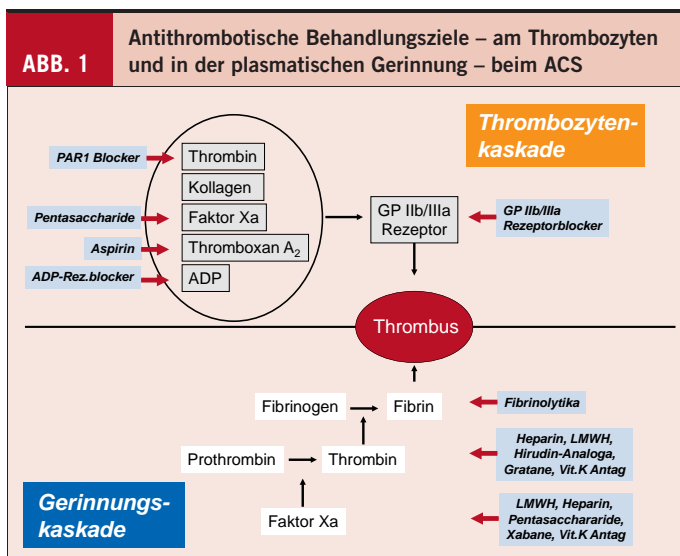 ABB. 1
Antithrombotische Behandlungsziele – am Thrombozyten
und in der plasmatischen Gerinnung – beim ACS
Thrombozyten-
kaskade
PAR1 Blocker
Thrombin
Kollagen
Pentasaccharide
Faktor Xa
Aspirin
Thromboxan A2
ADP-Rez.blocker
ADP
GP IIb/IIIa
Rezeptor
GP IIb/IIIa
Rezeptorblocker
Thrombus
Fibrinogen
Fibrin
Fibrinolytika
Prothrombin
Thrombin
Heparin, LMWH,
Hirudin-Analoga,
Gratane, Vit.K Antag
Gerinnungs-
kaskade
Faktor Xa
LMWH, Heparin,
Pentasacchararide,
Xabane, Vit.K Antag